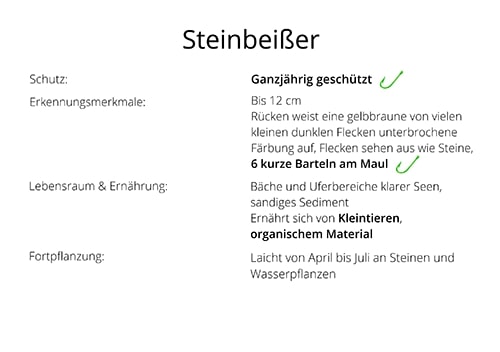 Steinbeißer
Schutz: Ganzjährig geschützt
Erkennungsmerkmale: Bis 12 cm
Rücken weist eine gelbbraune von vielen
kleinen dunklen Flecken unterbrochene
Färbung auf, Flecken sehen aus wie Steine,
6 kurze Barteln am Maul
Lebensraum & Ernährung: Bäche und Uferbereiche klarer Seen,
sandiges Sediment
Ernährt sich von Kleintieren,
organischem Material
Fortpflanzung: Laicht von April bis Juli an Steinen und
Wasserpflanzen